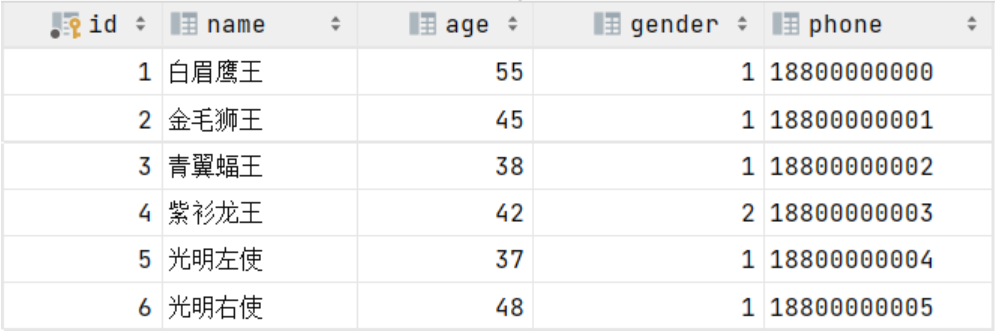 id name age gender phone
1 白眉鹰王 55 1 18800000000
2 金毛狮王 45 1 18800000001
3 青翼蝠王 38 1 18800000002
4 紫衫龙王 42 2 18800000003
5 光明左使 37 1 18800000004
6 光明右使 48 1 18800000005